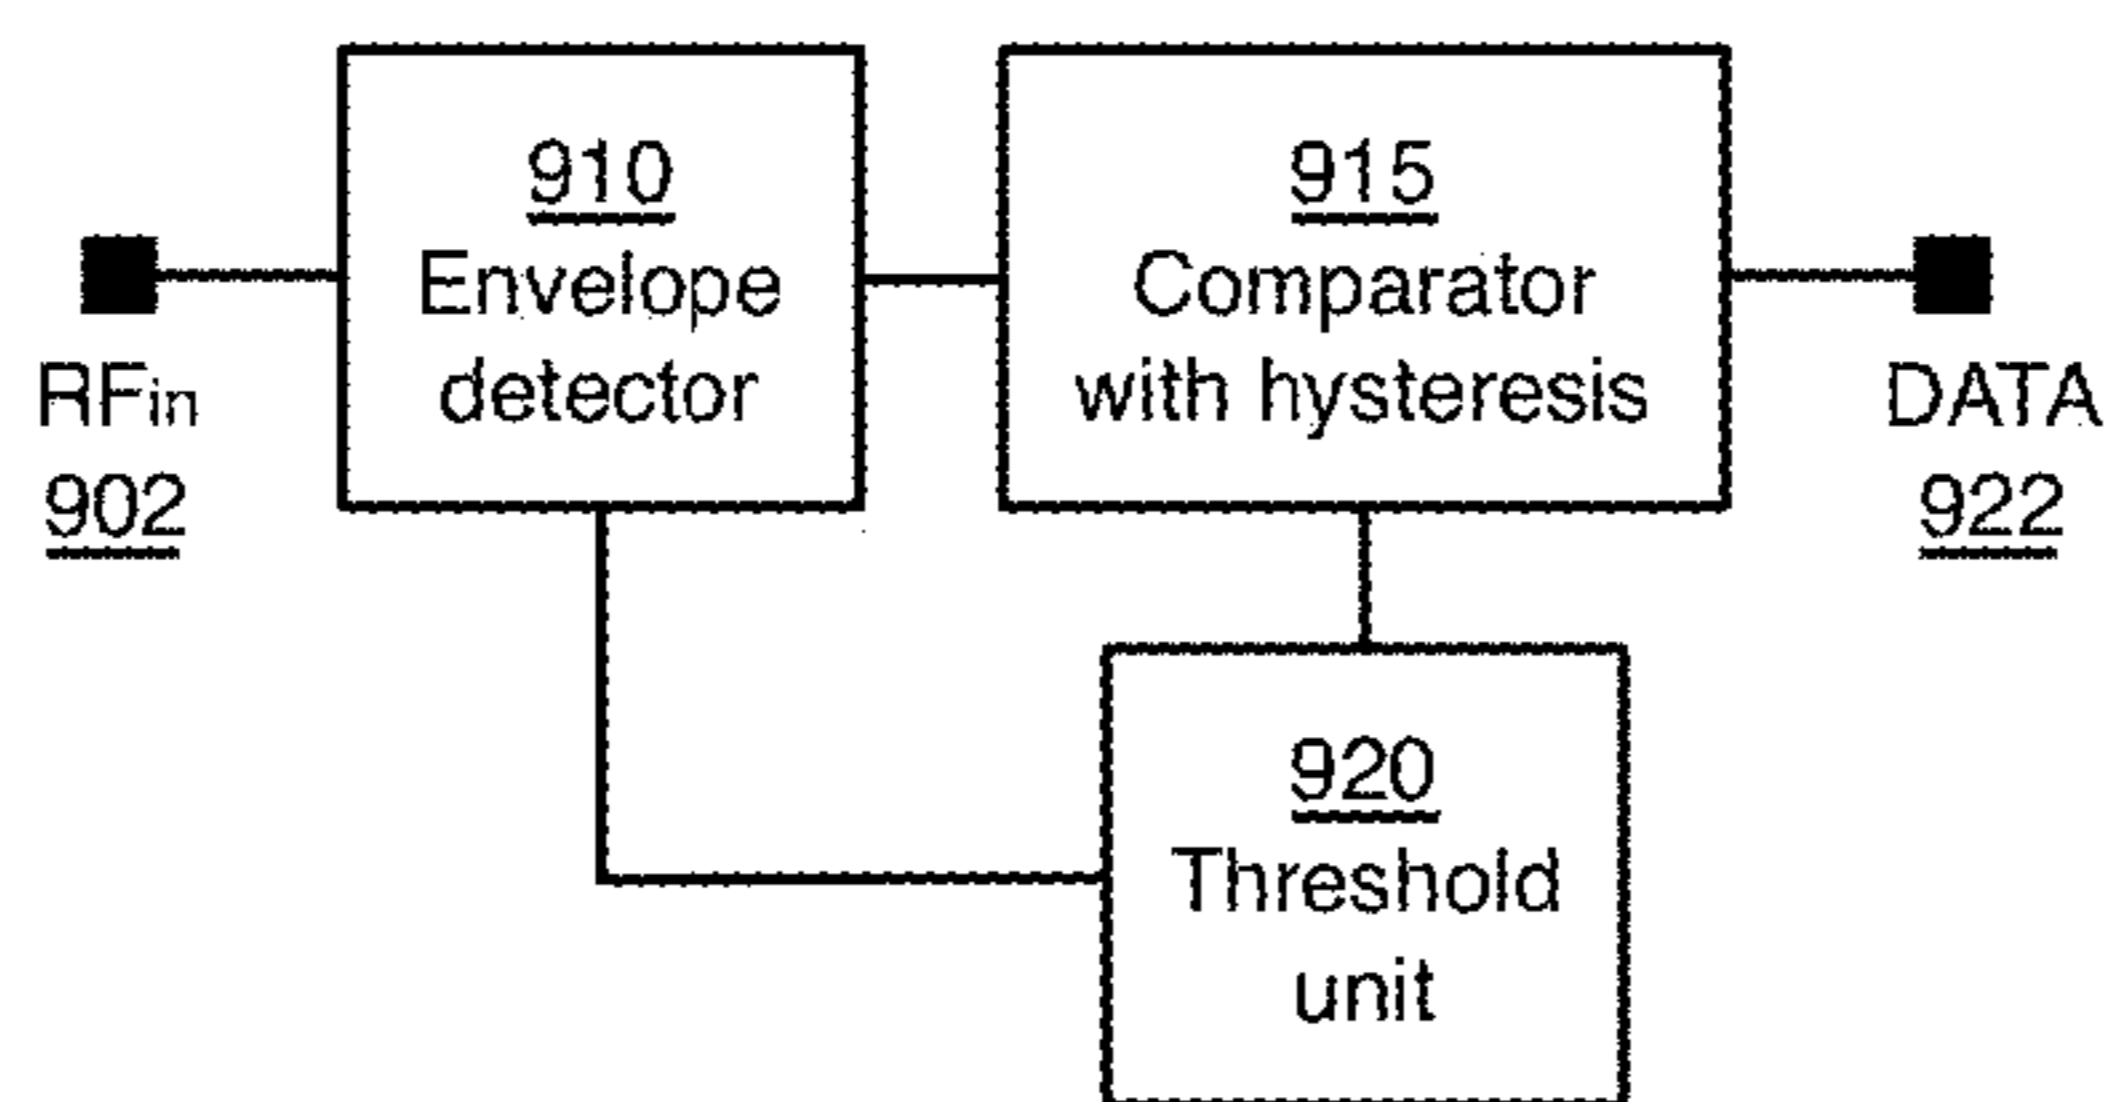 910
Envelope
detector
915
Comparator
with hysteresis
RFin
902
DATA
922
920
Threshold
unit